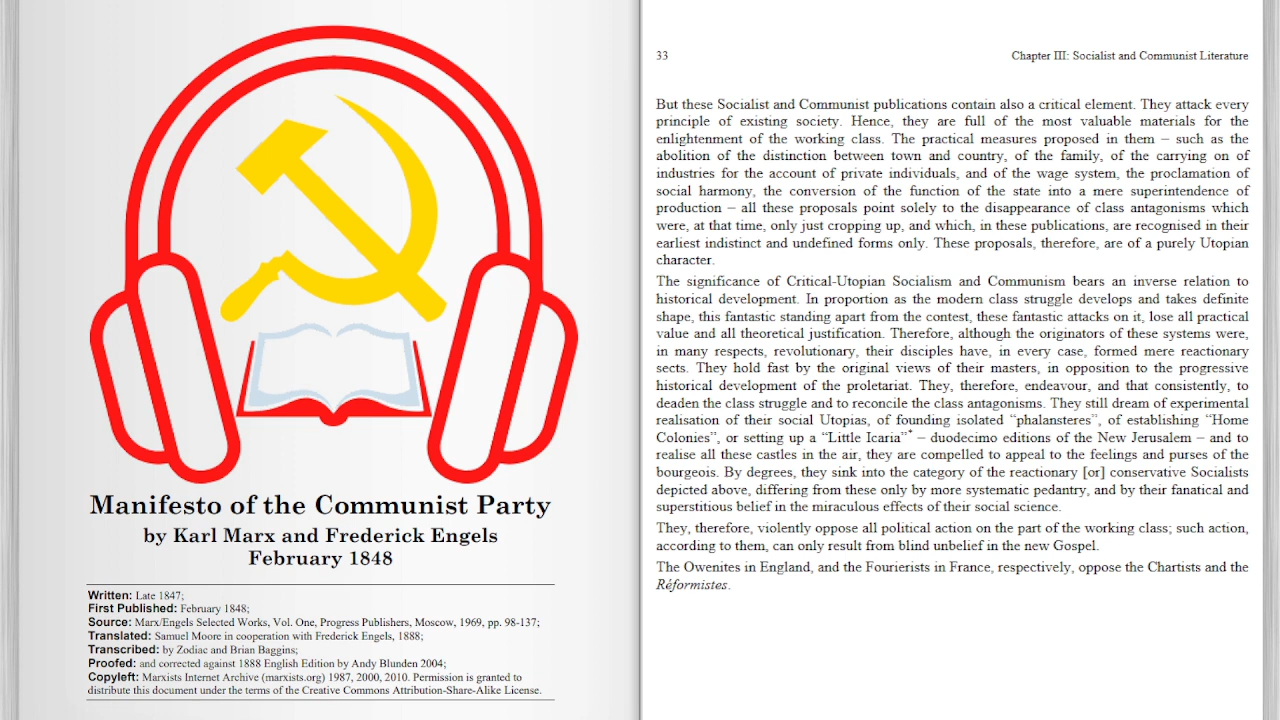 Manifesto of the Communist Party
by Karl Marx and Frederick Engels
February 1848
Written: Late 1847;
First Published: February 1848;
Source: Marx/Engels Selected Works, Vol. One, Progress Publishers, Moscow, 1969, pp. 98-137;
Translated: Samuel Moore in cooperation with Frederick Engels, 1888;
Transcribed: by Zodiac and Brian Baggins;
Proofed: and corrected against 1888 English Edition by Andy Blunden 2004;
Copyleft: Marxists Internet Archive (marxists.org) 1987, 2000, 2010. Permission is granted to
distribute this document under the terms of the Creative Commons Attribution-Share-Alike License.
33 Chapter III: Socialist and Communist Literature
But these Socialist and Communist publications contain also a critical element. They attack every
principle of existing society. Hence, they are full of the most valuable materials for the
enlightenment of the working class. The practical measures proposed in them – such as the
abolition of the distinction between town and country, of the family, of the carrying on of
industries for the account of private individuals, and of the wage system, the proclamation of
social harmony, the conversion of the function of the state into a mere superintendence of
production – all these proposals point solely to the disappearance of class antagonisms which
were, at that time, only just cropping up, and which, in these publications, are recognised in their
earliest indistinct and undefined forms only. These proposals, therefore, are of a purely Utopian
character.
The significance of Critical-Utopian Socialism and Communism bears an inverse relation to
historical development. In proportion as the modern class struggle develops and takes definite
shape, this fantastic standing apart from the contest, these fantastic attacks on it, lose all practical
value and all theoretical justification. Therefore, although the originators of these systems were,
in many respects, revolutionary, their disciples have, in every case, formed mere reactionary
sects. They hold fast by the original views of their masters, in opposition to the progressive
historical development of the proletariat. They, therefore, endeavour, and that consistently, to
deaden the class struggle and to reconcile the class antagonisms. They still dream of experimental
realisation of their social Utopias, of founding isolated “phalansteres”, of establishing “Home
Colonies”, or setting up a “Little Icaria”* – duodecimo editions of the New Jerusalem – and to
realise all these castles in the air, they are compelled to appeal to the feelings and purses of the
bourgeois. By degrees, they sink into the category of the reactionary [or] conservative Socialists
depicted above, differing from these only by more systematic pedantry, and by their fanatical and
superstitious belief in the miraculous effects of their social science.
They, therefore, violently oppose all political action on the part of the working class; such action,
according to them, can only result from blind unbelief in the new Gospel.
The Owenites in England, and the Fourierists in France, respectively, oppose the Chartists and the
Réformistes.